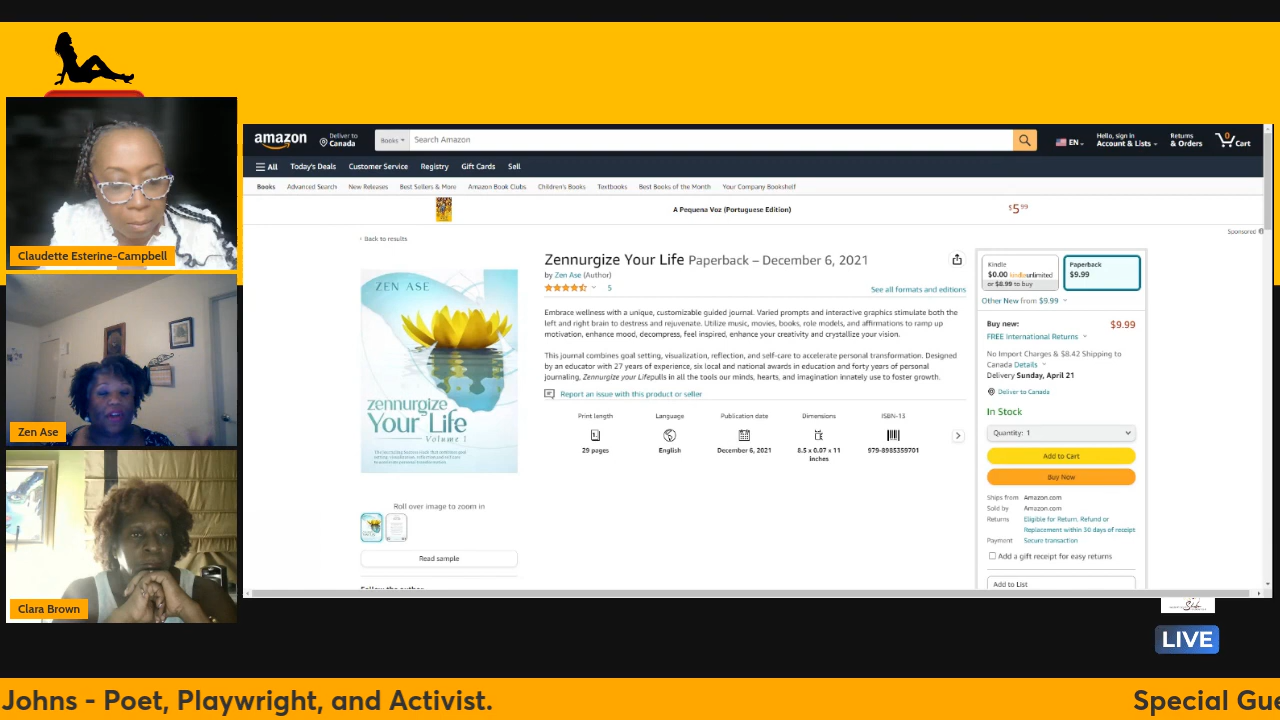 Claudette Esterine-Campbell
Zen Ase
Clara Brown
amazon
Deliver to
Canada
Books
Search Amazon
EN
Hello, sign in
Account & Lists
Returns
& Orders
0
Cart
All
Today's Deals
Customer Service
Registry
Gift Cards
Sell
Books
Advanced Search
New Releases
Best Sellers & More
Amazon Book Clubs
Children's Books
Textbooks
Best Books of the Month
Your Company Bookshelf
A Pequena Voz (Portuguese Edition)
$5.99
Sponsored
‹ Back to results
ZEN ASE
zennurgize
Your Life
Volume 1
Roll over image to zoom in
Read sample
Zennurgize Your Life Paperback – December 6, 2021
by Zen Ase (Author)
5
See all formats and editions
Embrace wellness with a unique, customizable guided journal. Varied prompts and interactive graphics stimulate both the
left and right brain to destress and rejuvenate. Utilize music, movies, books, role models, and affirmations to ramp up
motivation, enhance mood, decompress, feel inspired, enhance your creativity and crystallize your vision.
This journal combines goal setting, visualization, reflection, and self-care to accelerate personal transformation. Designed
by an educator with 27 years of experience, six local and national awards in education and forty years of personal
journaling, Zennurgize your Lifepulls in all the tools our minds, hearts, and imagination innately use to foster growth.
Report an issue with this product or seller
Print length
29 pages
Language
English
Publication date
December 6, 2021
Dimensions
8.5 x 0.07 x 11
inches
ISBN-13
979-8985359701
Kindle
$0.00 kindleunlimited
or $8.99 to buy
Paperback
$9.99
Other New from $9.99
Buy new:
$9.99
FREE International Returns
No Import Charges & $8.42 Shipping to
Canada Details
Delivery Sunday, April 21
Deliver to Canada
In Stock
Quantity: 1
Add to Cart
Buy Now
Ships from Amazon.com
Sold by Amazon.com
Returns Eligible for Return, Refund or
Replacement within 30 days of receipt
Payment Secure transaction
Add a gift receipt for easy returns
Add to List
LIVE
Johns - Poet, Playwright, and Activist.
Special Gue